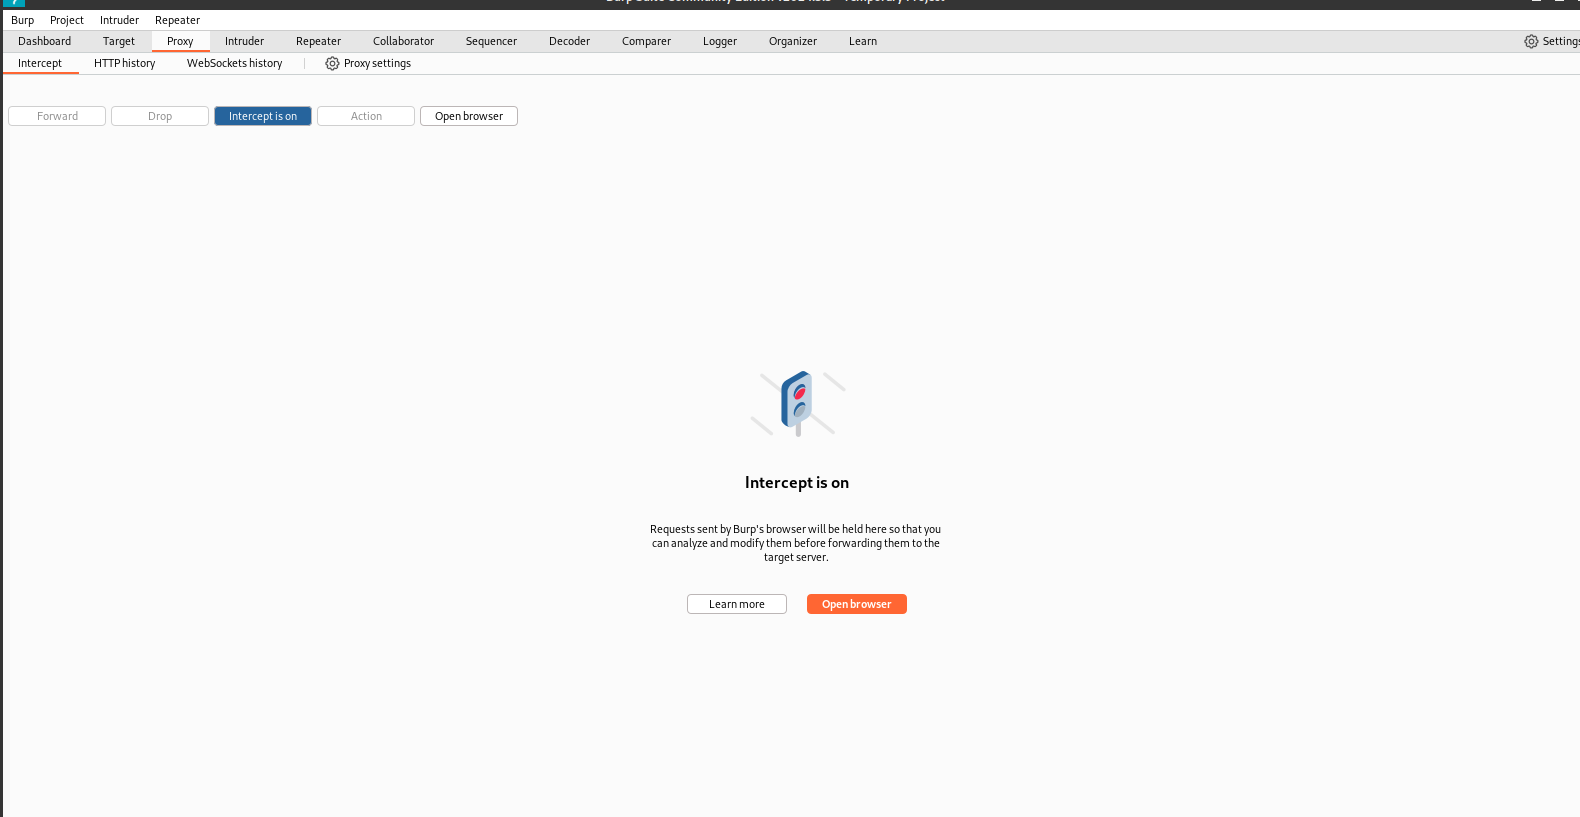 Burp Project Intruder Repeater
Dashboard Target Proxy Intruder Repeater Collaborator Sequencer Decoder Comparer Logger Organizer Learn Settings
Intercept HTTP history WebSockets history Proxy settings
Forward Drop Intercept is on Action Open browser
Intercept is on
Requests sent by Burp's browser will be held here so that you
can analyze and modify them before forwarding them to the
target server.
Learn more Open browser